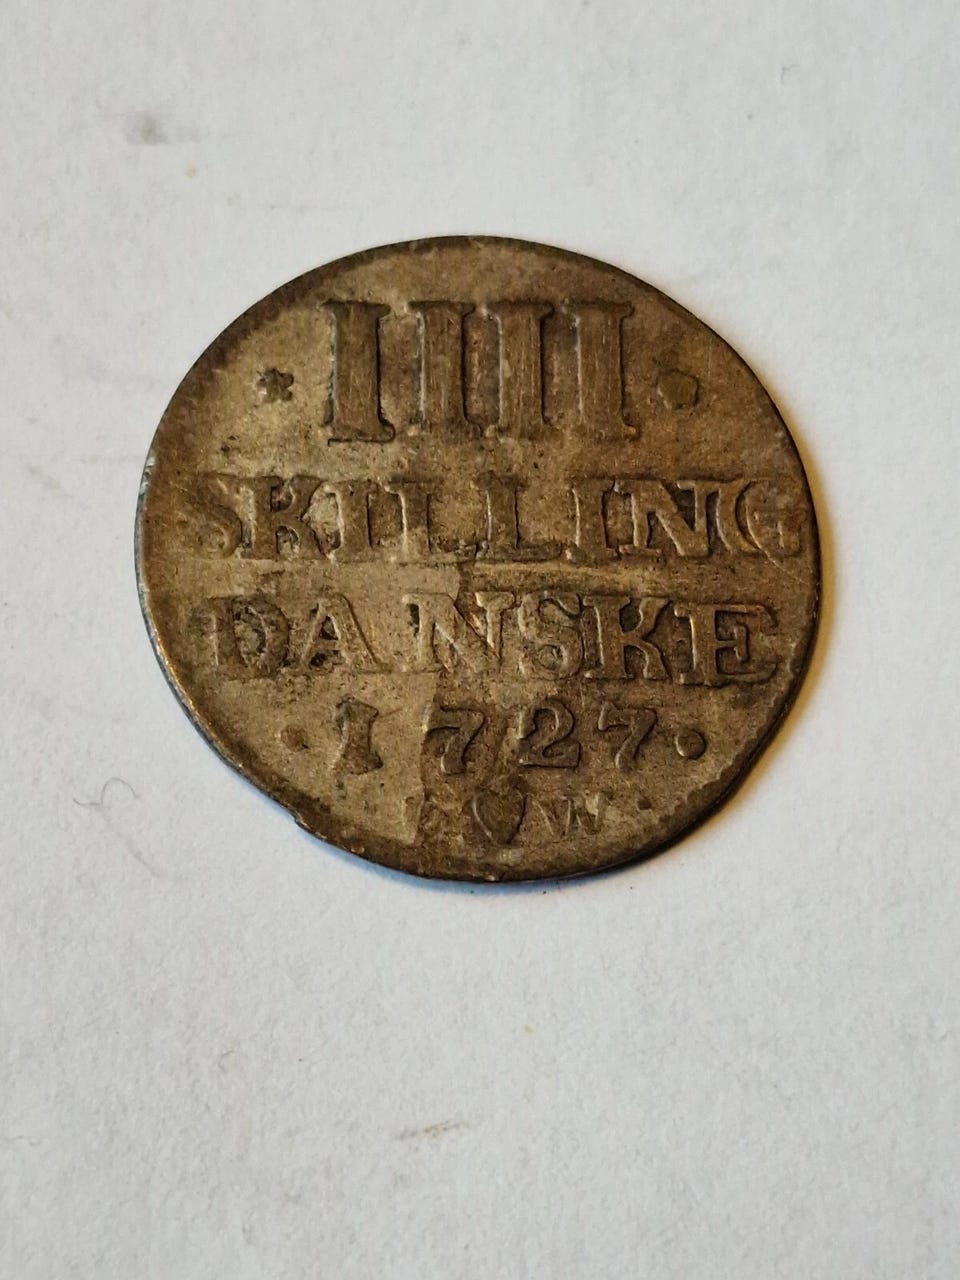 IIII
SKILLING
DANSKE
·1727·
W